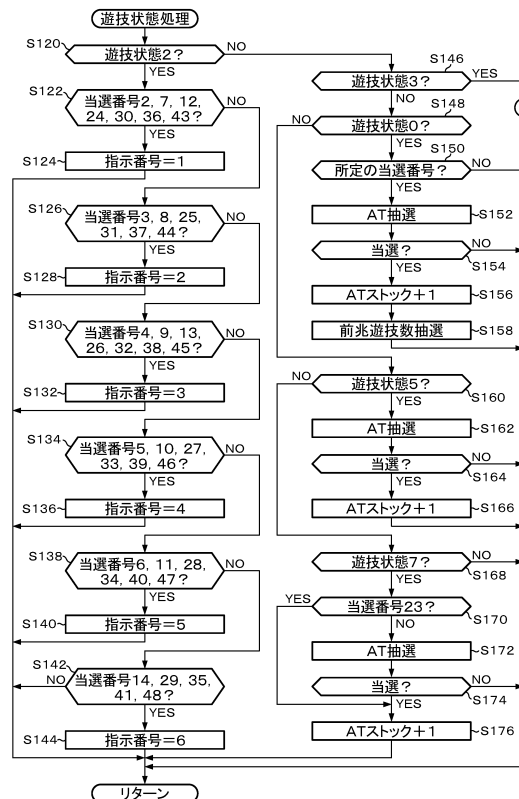 遊技状態処理
S120
遊技状態2?
NO
YES
S122
当選番号2, 7, 12,
24, 30, 36, 43?
NO
YES
S124
指示番号=1
S126
当選番号3, 8, 25,
31, 37, 44?
NO
YES
S128
指示番号=2
S130
当選番号4, 9, 13,
26, 32, 38, 45?
NO
YES
S132
指示番号=3
S134
当選番号5, 10, 27,
33, 39, 46?
NO
YES
S136
指示番号=4
S138
当選番号6, 11, 28,
34, 40, 47?
NO
YES
S140
指示番号=5
S142
当選番号14, 29, 35,
41, 48?
NO
YES
S144
指示番号=6
リターン
S146
遊技状態3?
YES
NO
S148
遊技状態0?
NO
YES
S150
所定の当選番号?
NO
YES
AT抽選
S152
当選?
NO
S154
YES
ATストック+1
S156
前兆遊技数抽選
S158
遊技状態5?
NO
S160
YES
AT抽選
S162
当選?
NO
S164
YES
ATストック+1
S166
遊技状態7?
NO
S168
YES
当選番号23?
YES
S170
NO
AT抽選
S172
当選?
NO
S174
YES
ATストック+1
S176